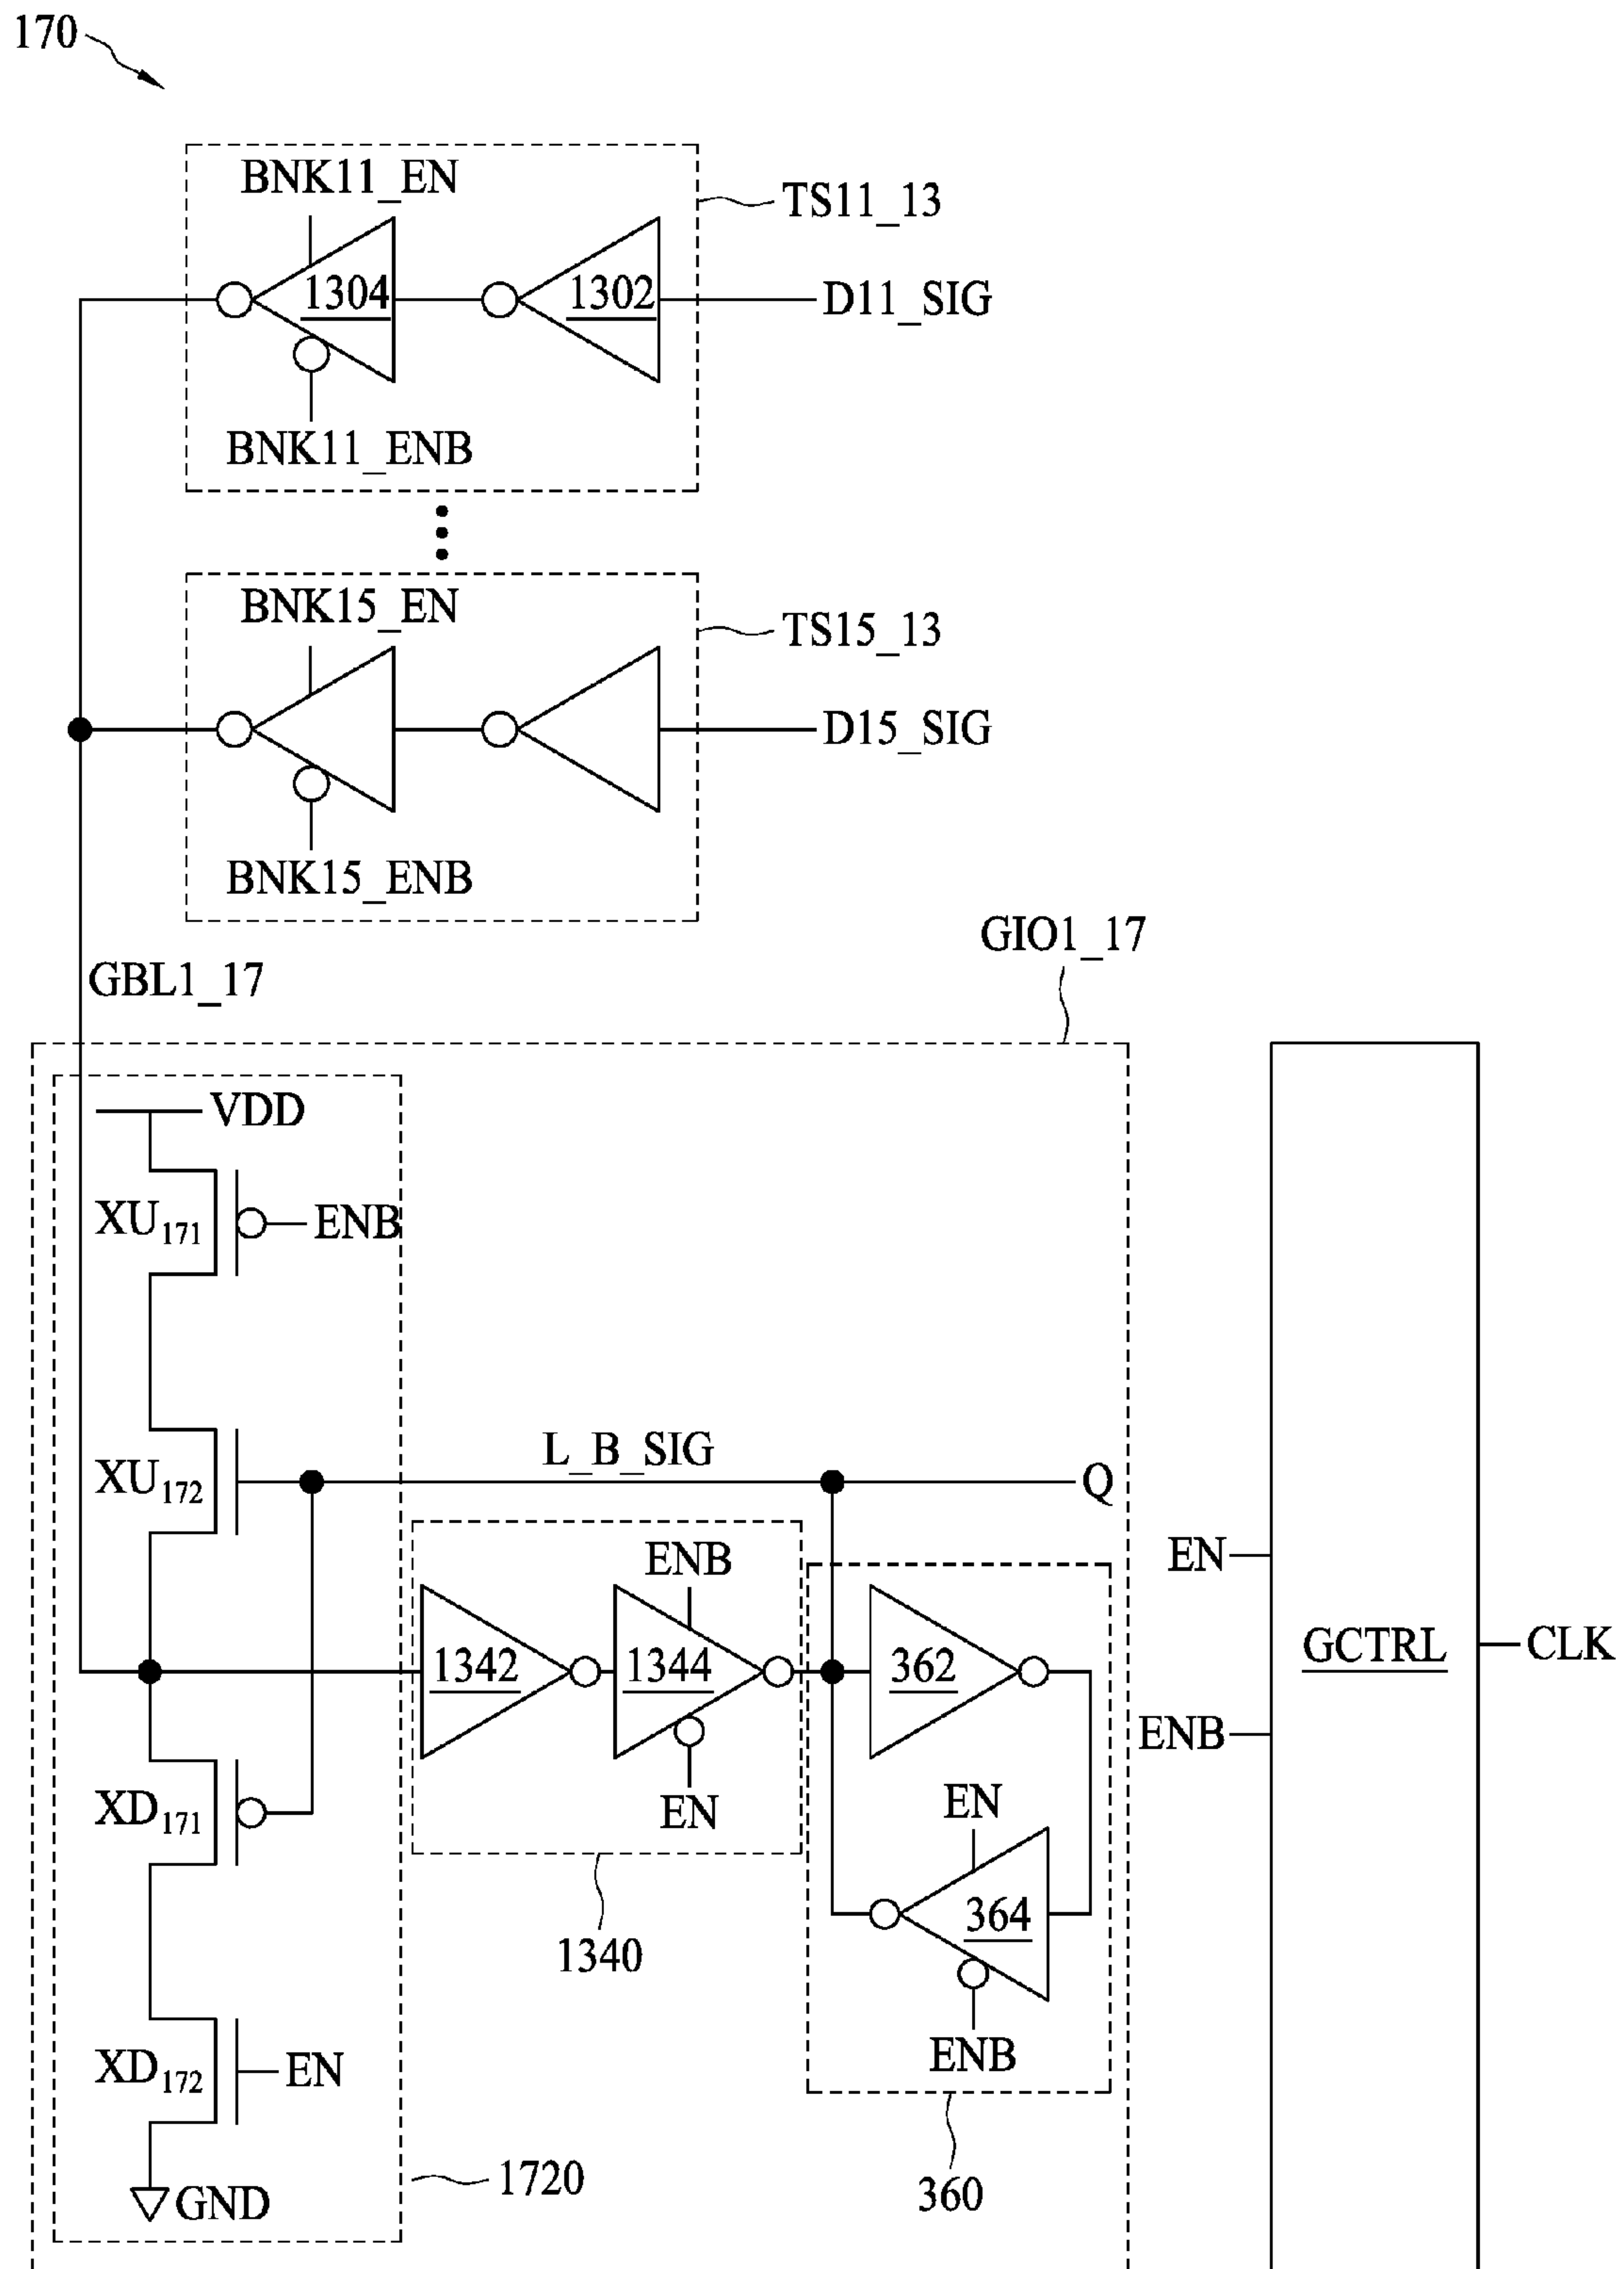 170
BNK11_EN
TS11_13
1304
1302
D11_SIG
BNK11_ENB
BNK15_EN
TS15_13
D15_SIG
BNK15_ENB
GIO1_17
GBL1_17
VDD
XU171
ENB
L_B_SIG
XU172
Q
ENB
EN
1342
1344
362
GCTRL
CLK
ENB
XD171
EN
EN
364
1340
ENB
XD172
EN
1720
360
GND